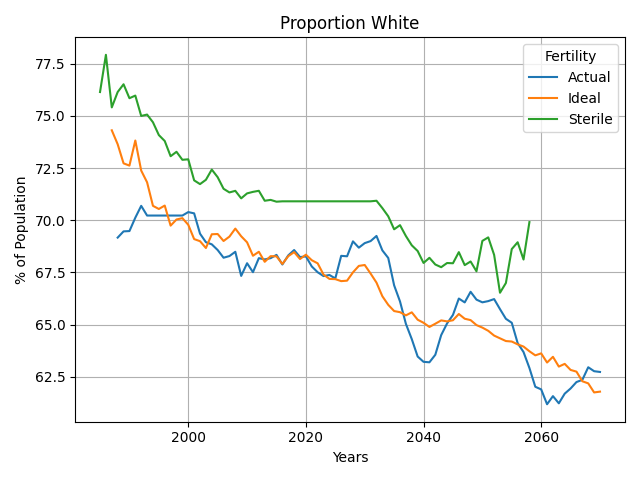 Proportion White
Fertility
Actual
Ideal
Sterile
% of Population
77.5
75.0
72.5
70.0
67.5
65.0
62.5
2000
2020
2040
2060
Years